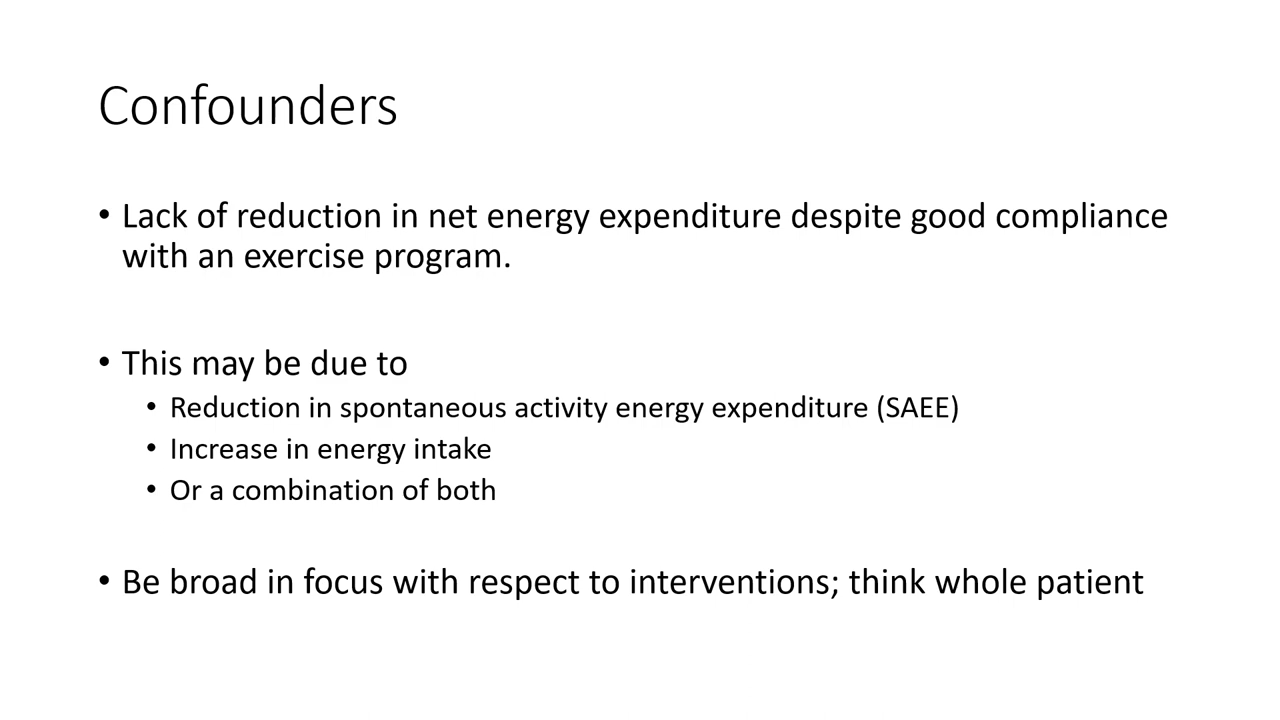 Confounders
• Lack of reduction in net energy expenditure despite good compliance
with an exercise program.
• This may be due to
• Reduction in spontaneous activity energy expenditure (SAEE)
• Increase in energy intake
• Or a combination of both
• Be broad in focus with respect to interventions; think whole patient